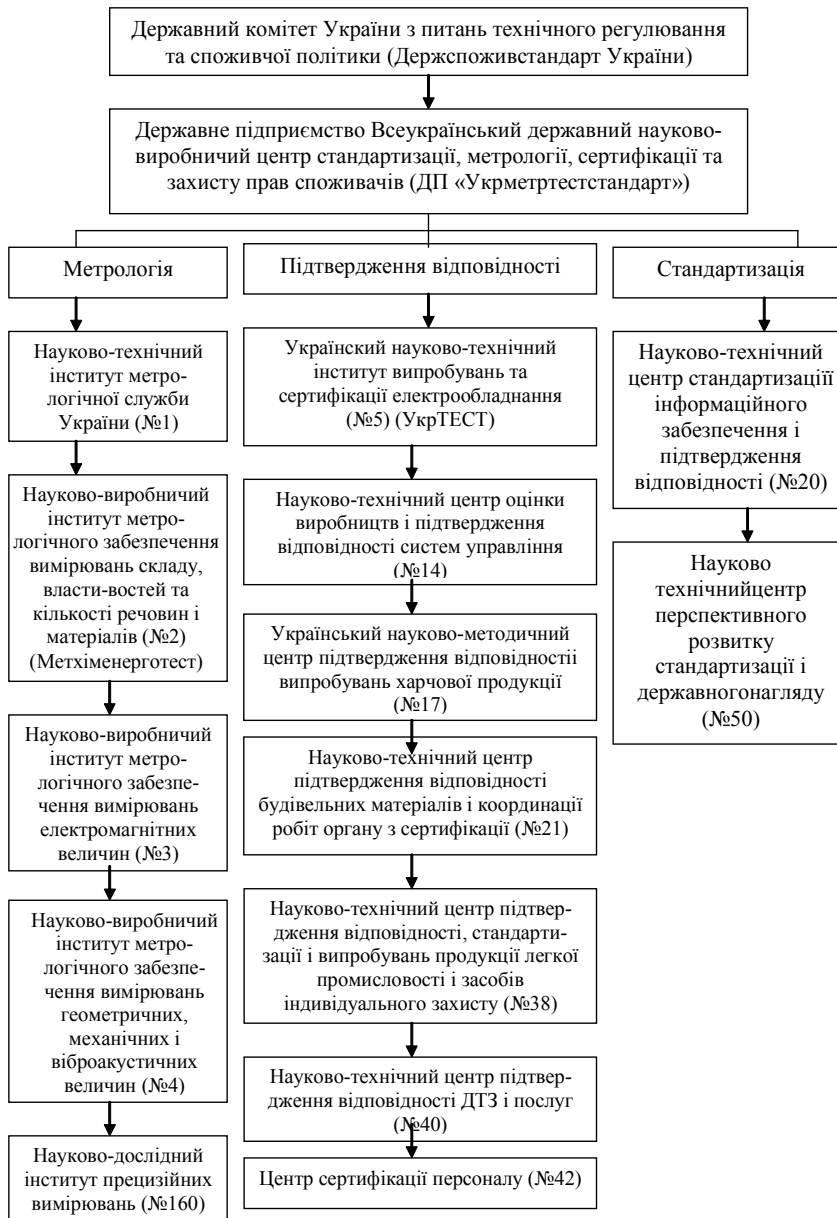 Державний комітет України з питань технічного регулювання
та споживчої політики (Держспоживстандарт України)
Державне підприємство Всеукраїнський державний науково-
виробничий центр стандартизації, метрології, сертифікації та
захисту прав споживачів (ДП «Укрметртестстандарт»)
Метрологія
Науково-технічний
інститут метро-
логічної служби
України (№1)
Науково-виробничий
інститут метро-
логічного забезпечення
вимірювань складу,
власти-востей та
кількості речовин і
матеріалів (№2)
(Метхіменерготест)
Науково-виробничий
інститут метро-
логічного забезпе-
чення вимірювань
електромагнітних
величин (№3)
Науково-виробничий
інститут метро-
логічного забезпе-
чення вимірювань
геометричних,
механічних і
віброакустичних
величин (№4)
Науково-дослідний
інститут прецизійних
вимірювань (№160)
Підтвердження відповідності
Українский науково-технічний
інститут випробувань та
сертифікації електрообладнання
(№5) (УкрТЕСТ)
Науково-технічний центр оцінки
виробництв і підтвердження
відповідності систем управління
(№14)
Український науково-методичний
центр підтвердження відповідностіі
випробувань харчової продукції
(№17)
Науково-технічний центр
підтвердження відповідності
будівельних матеріалів і координації
робіт органу з сертифікації (№21)
Науково-технічний центр підтвер-
дження відповідності, стандарти-
зації і випробувань продукції легкої
промисловості і засобів
індивідуального захисту (№38)
Науково-технічний центр підтвер-
дження відповідності ДТЗ і послуг
(№40)
Центр сертифікації персоналу (№42)
Стандартизація
Науково-технічний
центр стандартизаціїї
інформаційного
забезпечення і
підтвердження
відповідності (№20)
Науково
технічнийцентр
перспективного
розвитку
стандартизації і
державногонагляду
(№50)